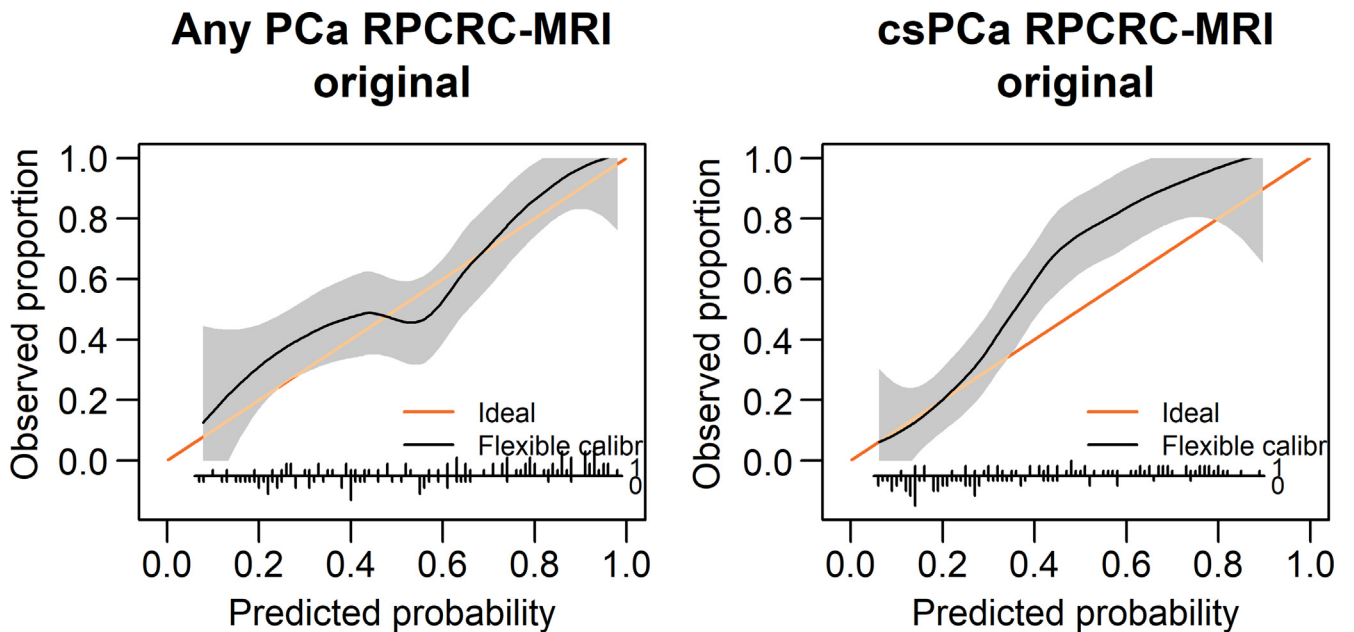 Any PCa RPCRC-MRI
original
Observed proportion
1.0
0.8
0.6
0.4
0.2
0.0
Ideal
Flexible calibr
1
0
0.0 0.2 0.4 0.6 0.8 1.0
Predicted probability
csPCa RPCRC-MRI
original
Observed proportion
1.0
0.8
0.6
0.4
0.2
0.0
Ideal
Flexible calibr
1
0
0.0 0.2 0.4 0.6 0.8 1.0
Predicted probability